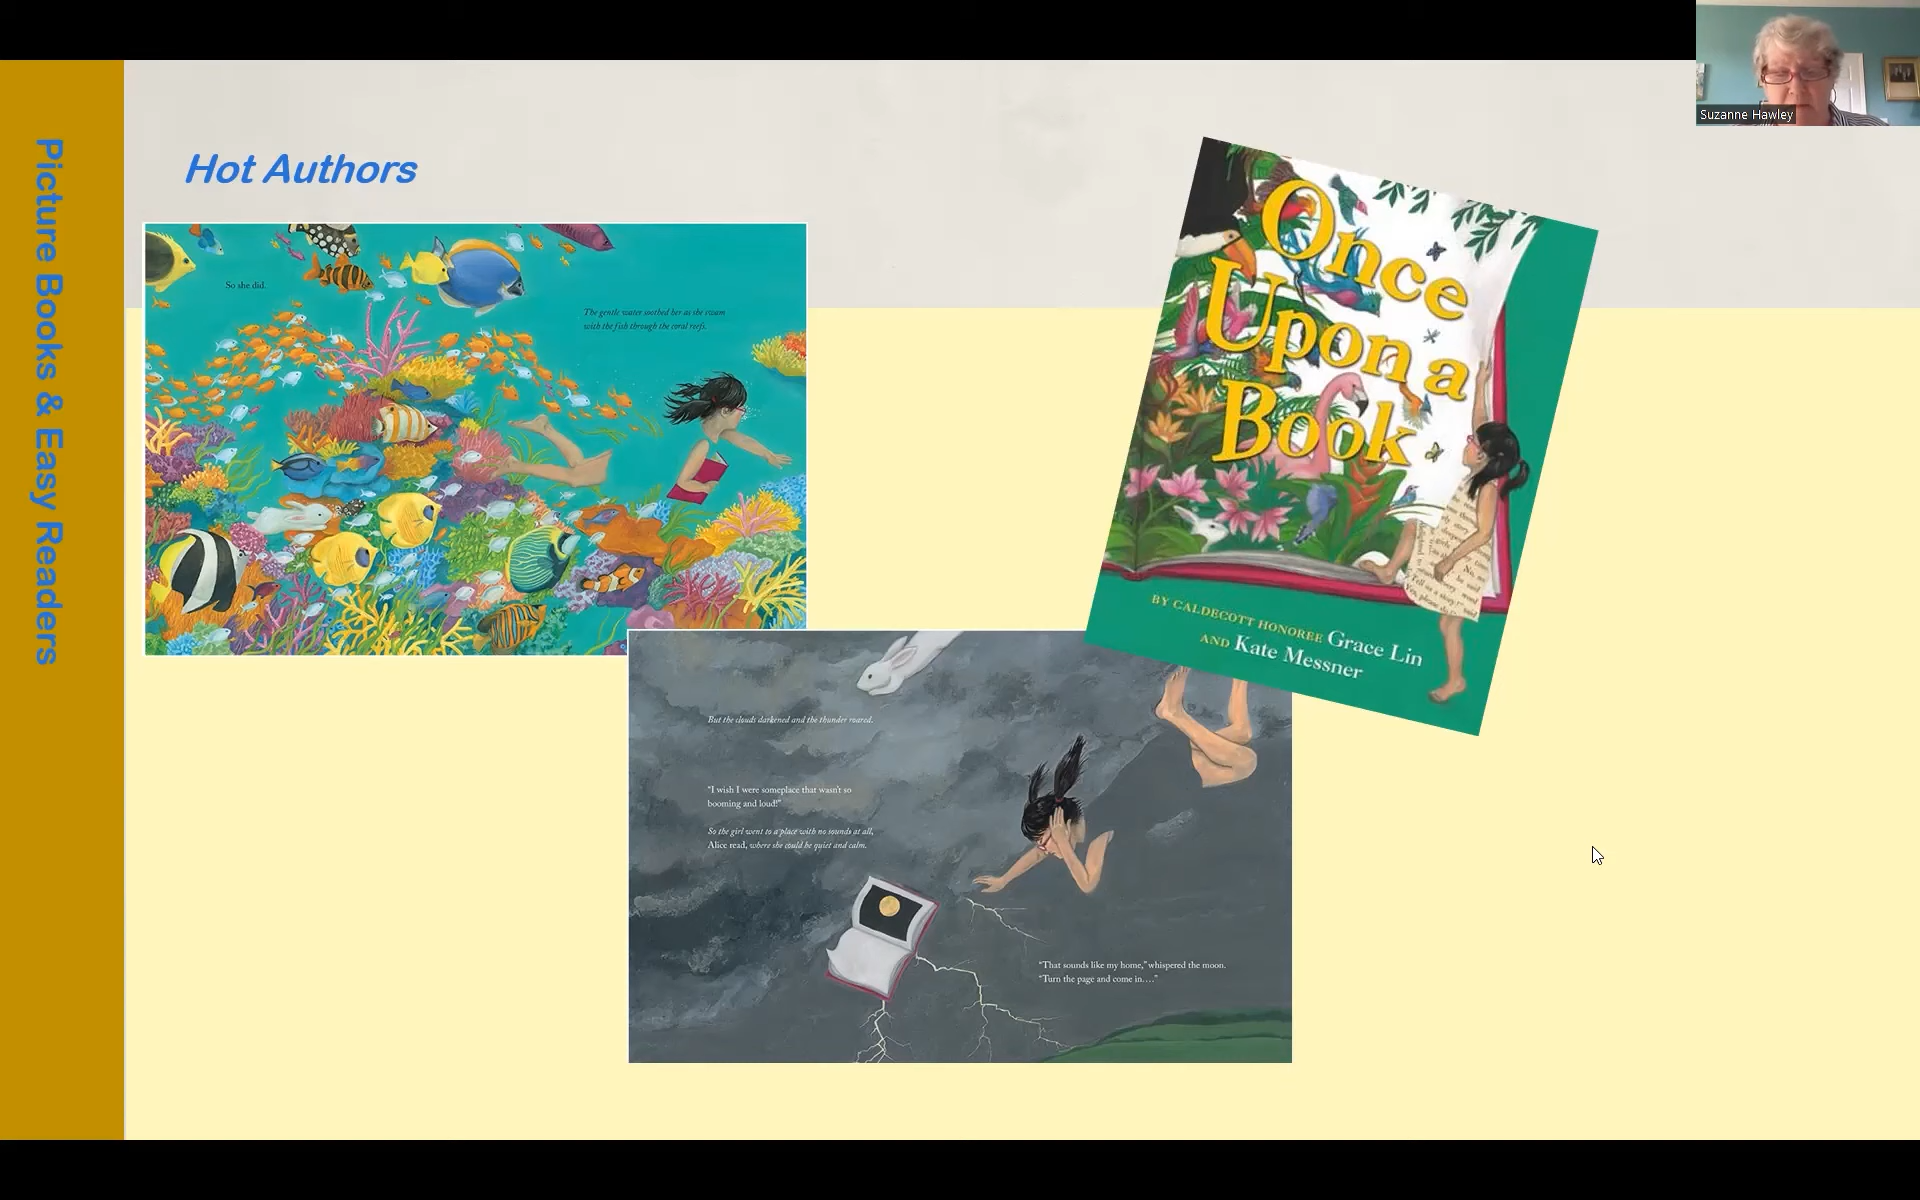 Suzanne Hawley
Picture Books & Easy Readers
Hot Authors
So she did.
The gentle water soothed her as she swam
with the fish through the coral reefs.
Once
Upon a
Book
BY CALDECOTT HONOREE Grace Lin
AND Kate Messner
But the clouds darkened and the thunder roared.
"I wish I were someplace that wasn't so
booming and loud!"
So the girl went to a place with no sounds at all,
Alice read, where she could be quiet and calm.
"That sounds like my home," whispered the moon.
"Turn the page and come in...."